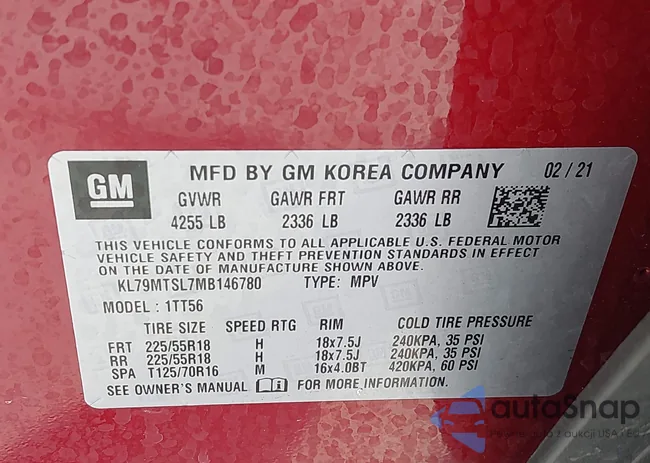 GM
MFD BY GM KOREA COMPANY 02 / 21
GVWR GAWR FRT GAWR RR
4255 LB 2336 LB 2336 LB
THIS VEHICLE CONFORMS TO ALL APPLICABLE U.S. FEDERAL MOTOR
VEHICLE SAFETY AND THEFT PREVENTION STANDARDS IN EFFECT
ON THE DATE OF MANUFACTURE SHOWN ABOVE.
KL79MTSL7MB146780 TYPE: MPV
MODEL : 1TT56
TIRE SIZE SPEED RTG RIM COLD TIRE PRESSURE
FRT 225/55R18 H 18x7.5J 240KPA, 35 PSI
RR 225/55R18 H 18x7.5J 240KPA, 35 PSI
SPA T125/70R16 M 16x4.0BT 420KPA, 60 PSI
SEE OWNER'S MANUAL FOR MORE INFORMATION.
autoSnap